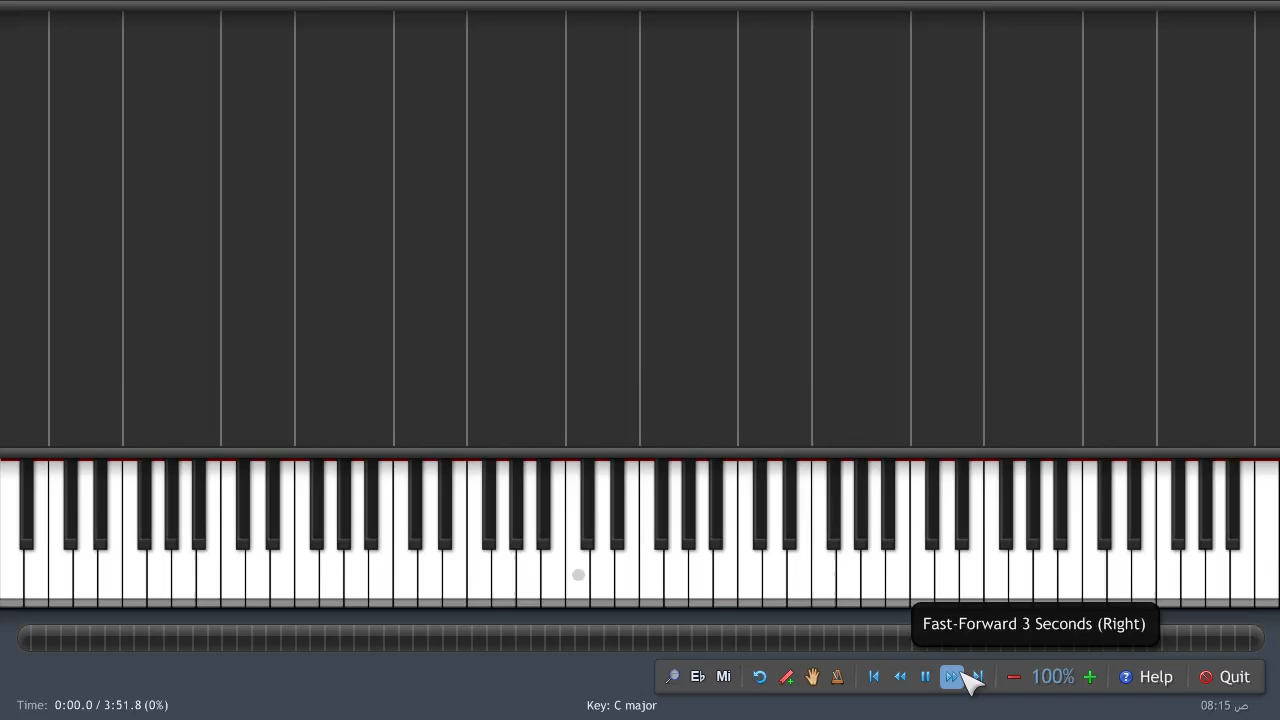 Fast-Forward 3 Seconds (Right)
Eb Mi 100% Help Quit
Time: 0:00.0 / 3:51.8 (0%) Key: C major 08:15 ص